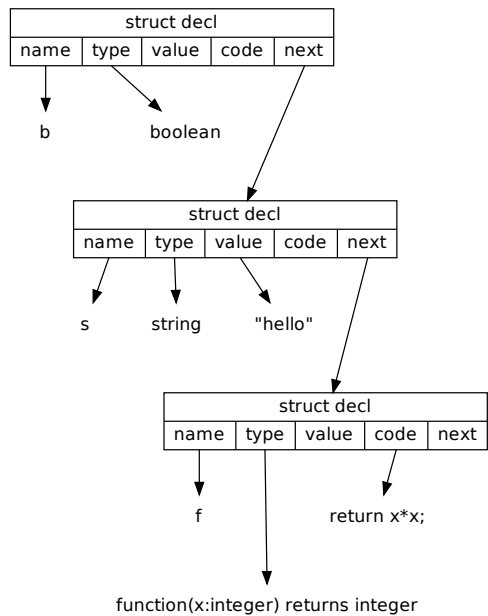 struct decl
name type value code next
b boolean
struct decl
name type value code next
s string "hello"
struct decl
name type value code next
f return x*x;
function(x:integer) returns integer